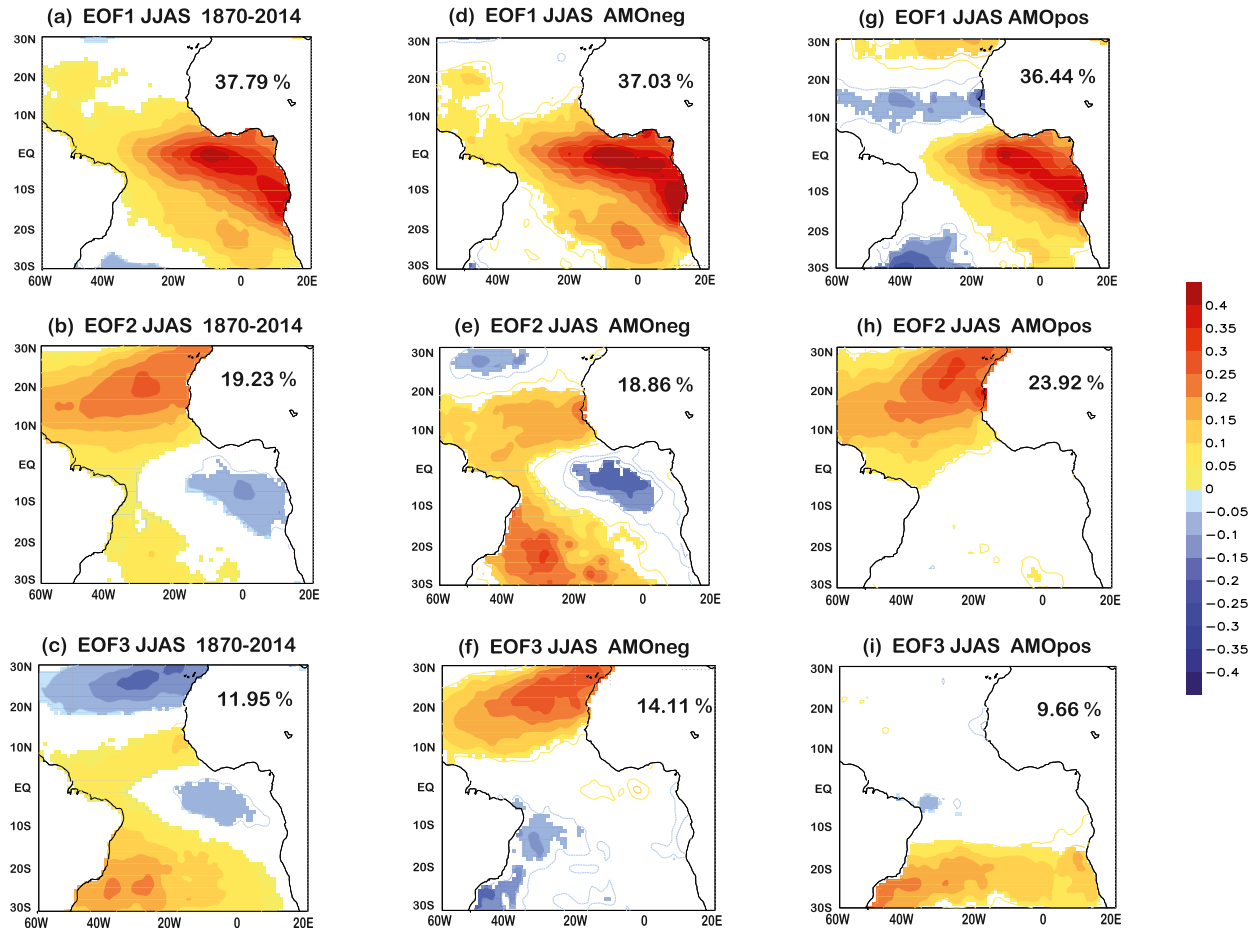 (a) EOF1 JJAS 1870-2014
(d) EOF1 JJAS AMOneg
(g) EOF1 JJAS AMOpos
30N
20N
10N
EQ
10S
20S
30S
37.79 %
60W 40W 20W 0 20E
30N
20N
10N
EQ
10S
20S
30S
37.03 %
60W 40W 20W 0 20E
30N
20N
10N
EQ
10S
20S
30S
36.44 %
60W 40W 20W 0 20E
(b) EOF2 JJAS 1870-2014
(e) EOF2 JJAS AMOneg
(h) EOF2 JJAS AMOpos
30N
20N
10N
EQ
10S
20S
30S
19.23 %
60W 40W 20W 0 20E
30N
20N
10N
EQ
10S
20S
30S
18.86 %
60W 40W 20W 0 20E
30N
20N
10N
EQ
10S
20S
30S
23.92 %
60W 40W 20W 0 20E
(c) EOF3 JJAS 1870-2014
(f) EOF3 JJAS AMOneg
(i) EOF3 JJAS AMOpos
30N
20N
10N
EQ
10S
20S
30S
11.95 %
60W 40W 20W 0 20E
30N
20N
10N
EQ
10S
20S
30S
14.11 %
60W 40W 20W 0 20E
30N
20N
10N
EQ
10S
20S
30S
9.66 %
60W 40W 20W 0 20E
0.4
0.35
0.3
0.25
0.2
0.15
0.1
0.05
0
−0.05
−0.1
−0.15
−0.2
−0.25
−0.3
−0.35
−0.4